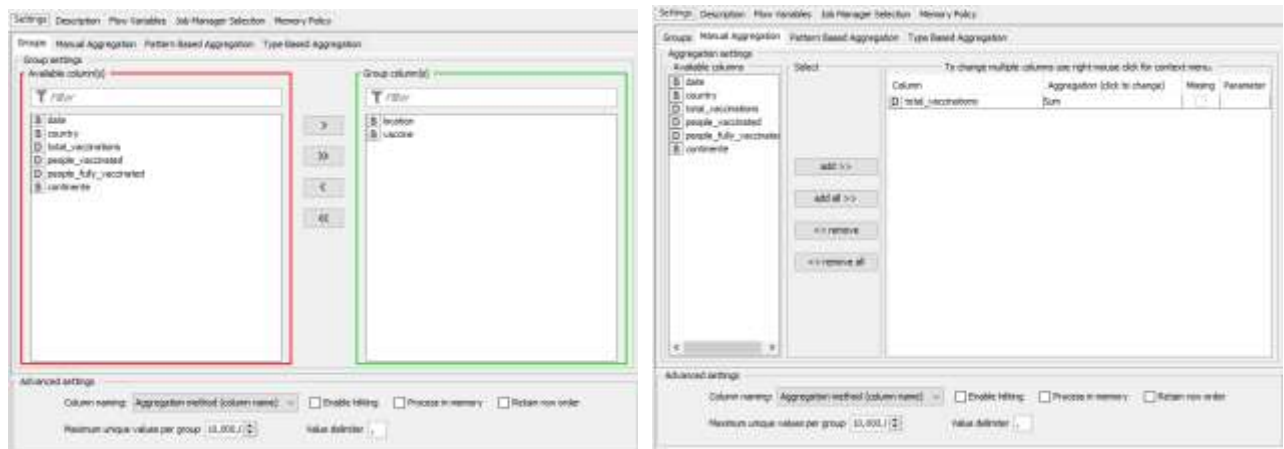 Settings Description Flow Variables Job Manager Selection Memory Policy
Groups Manual Aggregation Pattern Based Aggregation Type Based Aggregation
Group settings
Available column(s)
Group column(s)
Filter
Filter
S date
S country
D total_vaccinations
D people_vaccinated
D people_fully_vaccinated
S continente
S location
S vaccine
>
>>
<
<<
Advanced settings
Column naming: Aggregation method (column name) Enable hiliting Process in memory Retain row order
Maximum unique values per group 10,000 Value delimiter ,
Settings Description Flow Variables Job Manager Selection Memory Policy
Groups Manual Aggregation Pattern Based Aggregation Type Based Aggregation
Aggregation settings
Available columns
S date
S country
D total_vaccinations
D people_vaccinated
D people_fully_vaccinated
S continente
Select
add >>
add all >>
<< remove
<< remove all
To change multiple columns use right mouse click for context menu.
Column Aggregation (click to change) Missing Parameter
D total_vaccinations Sum
Advanced settings
Column naming: Aggregation method (column name) Enable hiliting Process in memory Retain row order
Maximum unique values per group 10,000 Value delimiter ,